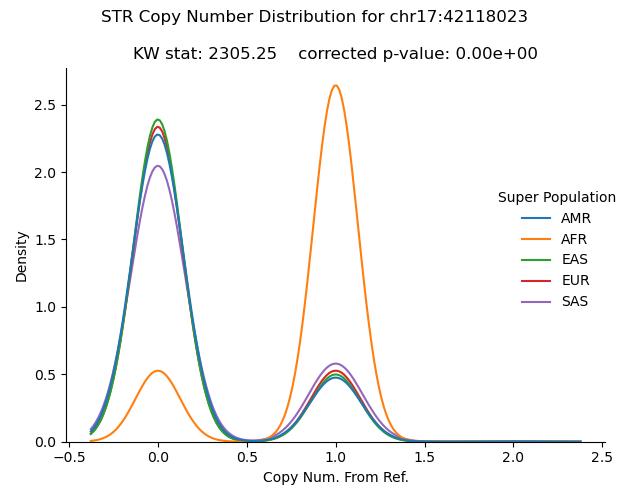 STR Copy Number Distribution for chr17:42118023
KW stat: 2305.25    corrected p-value: 0.00e+00
2.5
2.0
1.5
1.0
0.5
0.0
Density
−0.5
0.0
0.5
1.0
1.5
2.0
2.5
Copy Num. From Ref.
Super Population
AMR
AFR
EAS
EUR
SAS